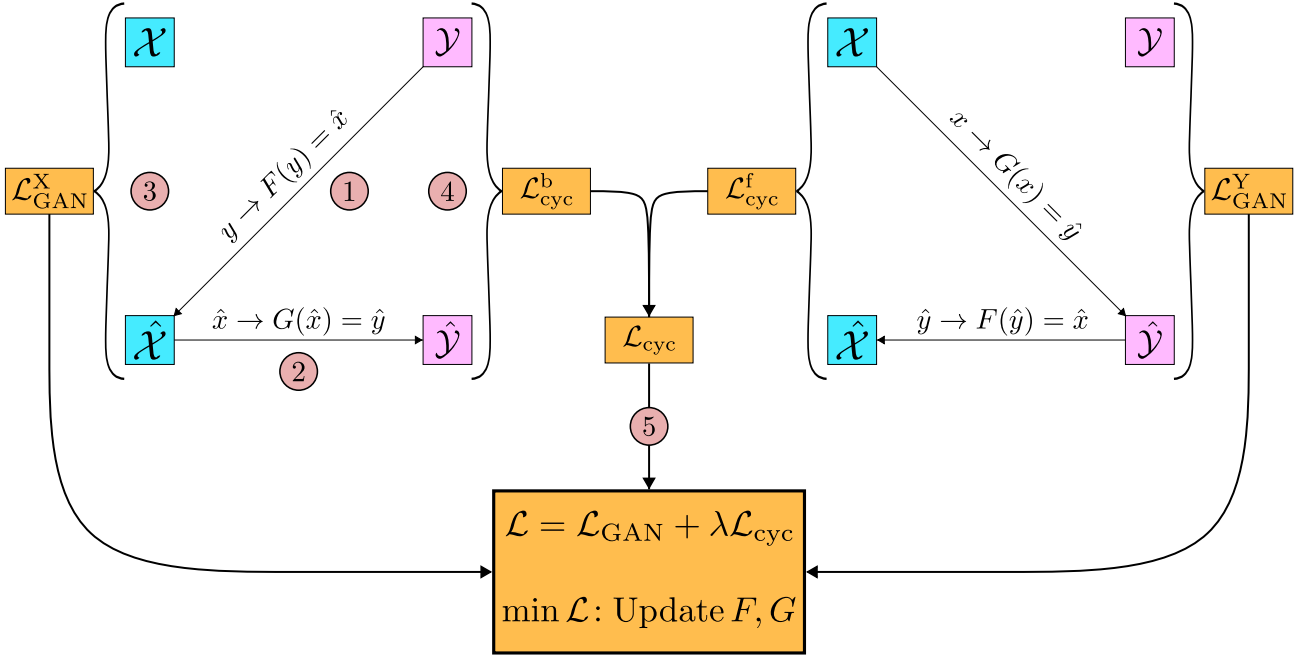 𝒳 𝒴 𝒳 𝒴
y → F(y) = x̂
x → G(x) = ŷ
ℒ^X_GAN 3 1 4 ℒ^b_cyc ℒ^f_cyc ℒ^Y_GAN
x̂ → G(x̂) = ŷ
ŷ → F(ŷ) = x̂
𝒳̂ 𝒴̂ ℒ_cyc 𝒳̂ 𝒴̂
2
5
ℒ = ℒ_GAN + λℒ_cyc
min ℒ: Update F, G